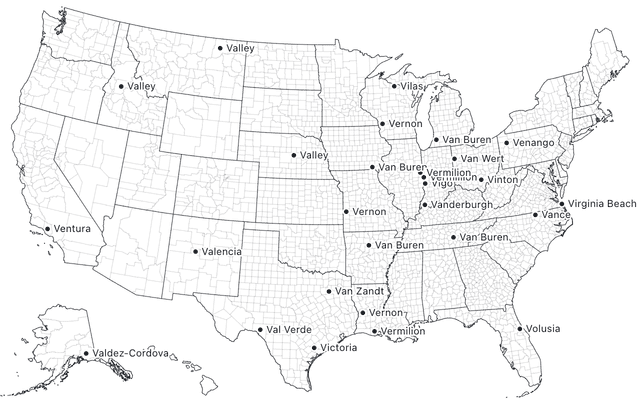 Valley
Valley
Vilas
Vernon
Van Buren
Venango
Valley
Van Wert
Van Buren
Vermilion
Vermillion
Vigo
Vinton
Virginia Beach
Vernon
Vanderburgh
Vance
Ventura
Van Buren
Van Buren
Valencia
Van Zandt
Vernon
Val Verde
Vermilion
Volusia
Victoria
Valdez-Cordova